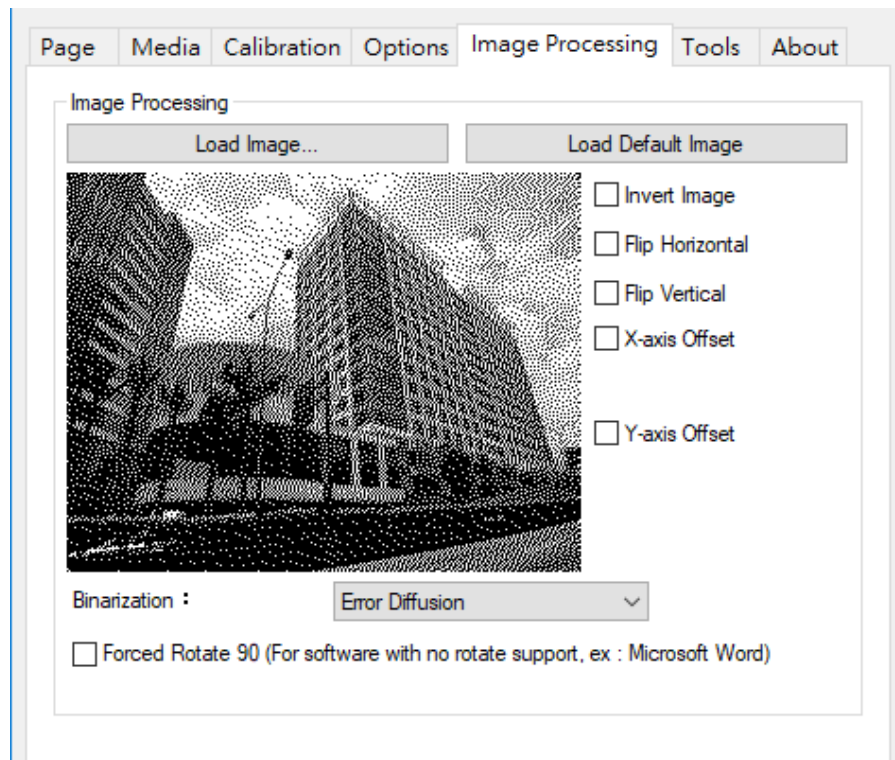 Page Media Calibration Options Image Processing Tools About
Image Processing
Load Image... Load Default Image
Invert Image
Flip Horizontal
Flip Vertical
X-axis Offset
Y-axis Offset
Binarization : Error Diffusion
Forced Rotate 90 (For software with no rotate support, ex : Microsoft Word)